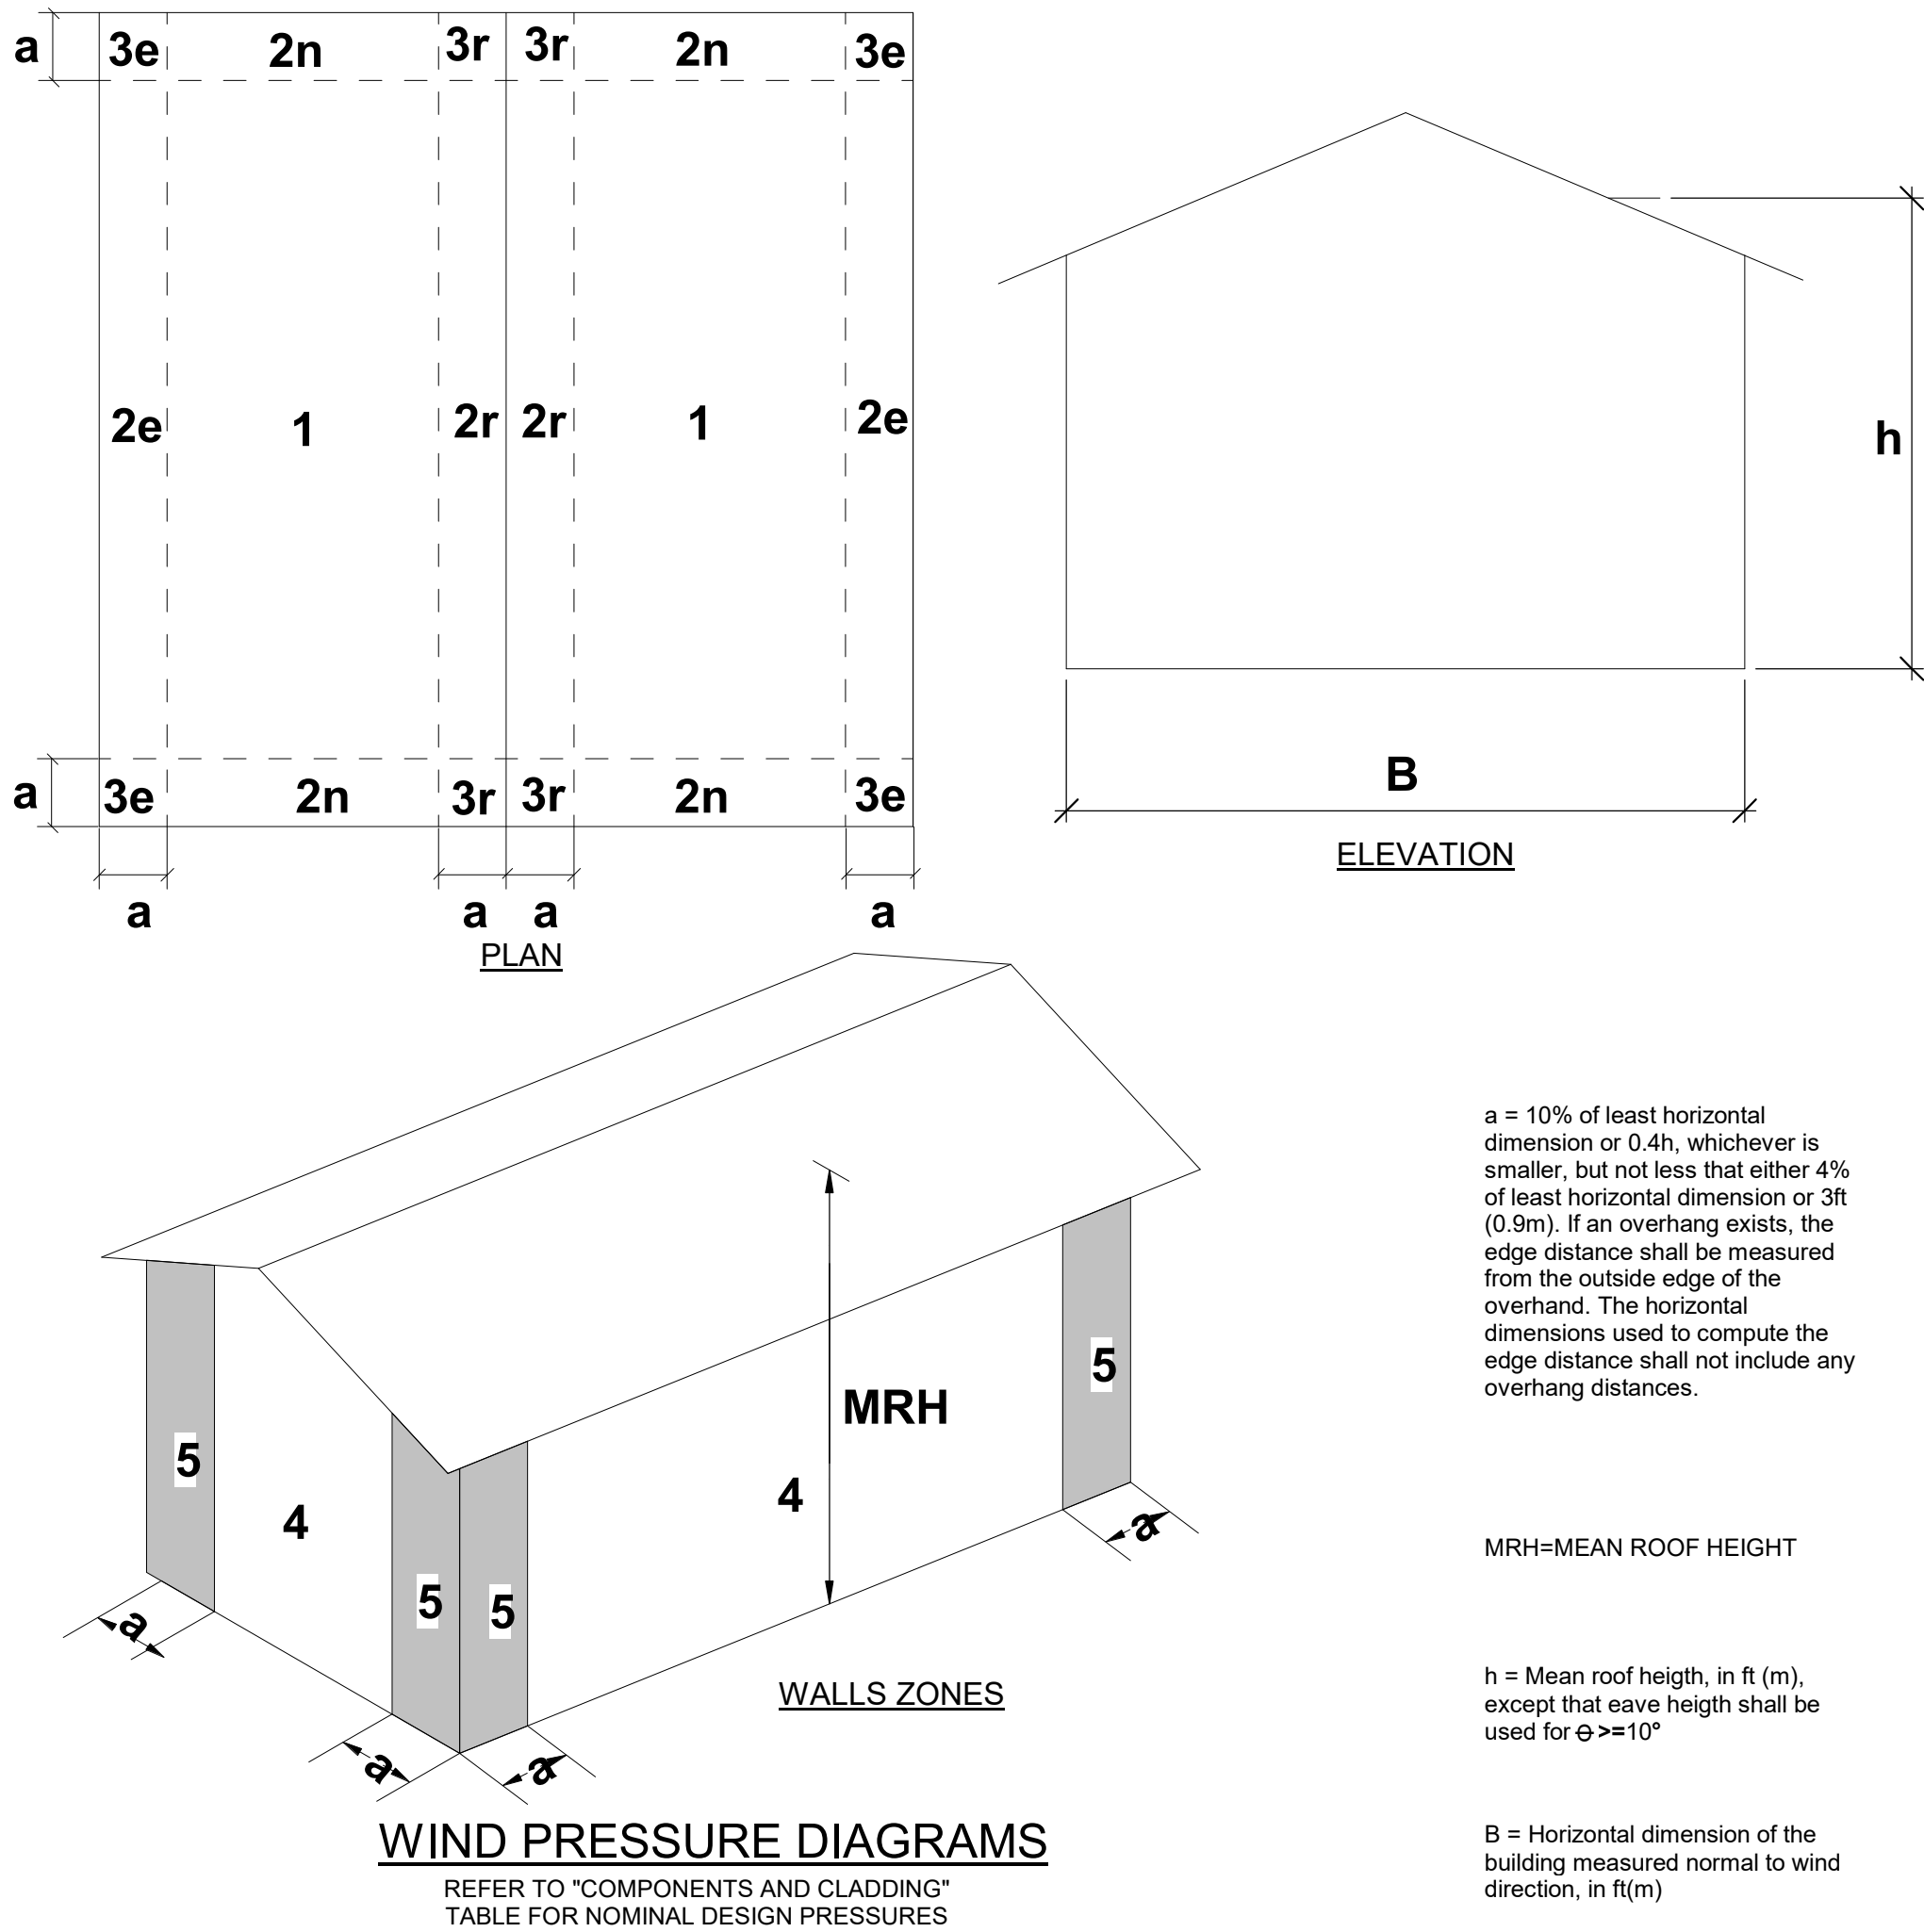 a
3e 2n 3r 3r 2n 3e
2e 1 2r 2r 1 2e
a
3e 2n 3r 3r 2n 3e
a a a a
PLAN
h
B
ELEVATION
MRH
5
5
4
4
5 5
a
a
a a
WALLS ZONES
a = 10% of least horizontal
dimension or 0.4h, whichever is
smaller, but not less that either 4%
of least horizontal dimension or 3ft
(0.9m). If an overhang exists, the
edge distance shall be measured
from the outside edge of the
overhand. The horizontal
dimensions used to compute the
edge distance shall not include any
overhang distances.
MRH=MEAN ROOF HEIGHT
h = Mean roof heigth, in ft (m),
except that eave heigth shall be
used for ϴ >=10°
B = Horizontal dimension of the
building measured normal to wind
direction, in ft(m)
WIND PRESSURE DIAGRAMS
REFER TO "COMPONENTS AND CLADDING"
TABLE FOR NOMINAL DESIGN PRESSURES